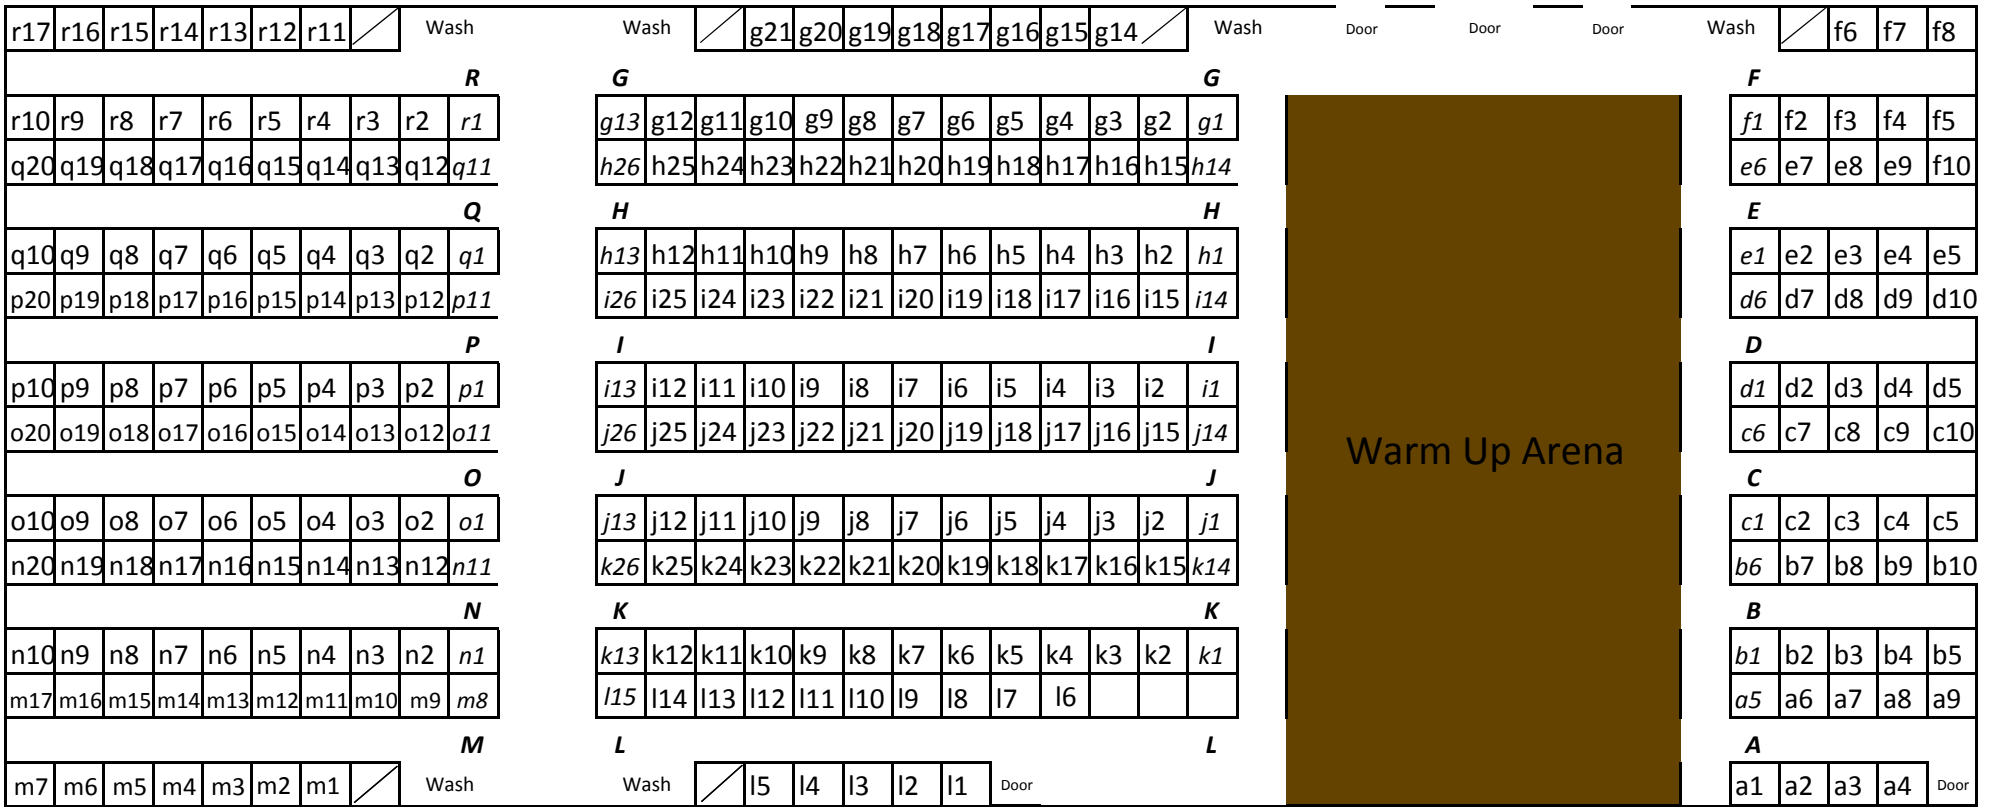 r17 r16 r15 r14 r13 r12 r11 Wash Wash g21 g20 g19 g18 g17 g16 g15 g14 Wash Door Door Door Wash f6 f7 f8
R G G F
r10 r9 r8 r7 r6 r5 r4 r3 r2 r1 g13 g12 g11 g10 g9 g8 g7 g6 g5 g4 g3 g2 g1 f1 f2 f3 f4 f5
q20 q19 q18 q17 q16 q15 q14 q13 q12 q11 h26 h25 h24 h23 h22 h21 h20 h19 h18 h17 h16 h15 h14 e6 e7 e8 e9 f10
Q H H E
q10 q9 q8 q7 q6 q5 q4 q3 q2 q1 h13 h12 h11 h10 h9 h8 h7 h6 h5 h4 h3 h2 h1 e1 e2 e3 e4 e5
p20 p19 p18 p17 p16 p15 p14 p13 p12 p11 i26 i25 i24 i23 i22 i21 i20 i19 i18 i17 i16 i15 i14 d6 d7 d8 d9 d10
P I I D
p10 p9 p8 p7 p6 p5 p4 p3 p2 p1 i13 i12 i11 i10 i9 i8 i7 i6 i5 i4 i3 i2 i1 d1 d2 d3 d4 d5
o20 o19 o18 o17 o16 o15 o14 o13 o12 o11 j26 j25 j24 j23 j22 j21 j20 j19 j18 j17 j16 j15 j14 c6 c7 c8 c9 c10
Warm Up Arena
O J J C
o10 o9 o8 o7 o6 o5 o4 o3 o2 o1 j13 j12 j11 j10 j9 j8 j7 j6 j5 j4 j3 j2 j1 c1 c2 c3 c4 c5
n20 n19 n18 n17 n16 n15 n14 n13 n12 n11 k26 k25 k24 k23 k22 k21 k20 k19 k18 k17 k16 k15 k14 b6 b7 b8 b9 b10
N K K B
n10 n9 n8 n7 n6 n5 n4 n3 n2 n1 k13 k12 k11 k10 k9 k8 k7 k6 k5 k4 k3 k2 k1 b1 b2 b3 b4 b5
m17 m16 m15 m14 m13 m12 m11 m10 m9 m8 l15 l14 l13 l12 l11 l10 l9 l8 l7 l6 a5 a6 a7 a8 a9
M L L A
m7 m6 m5 m4 m3 m2 m1 Wash Wash l5 l4 l3 l2 l1 Door a1 a2 a3 a4 Door